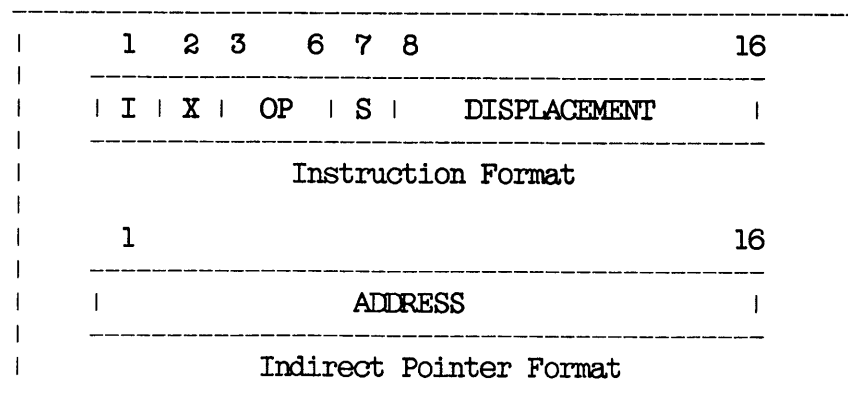 1 2 3 6 7 8 16
| I | X | OP | S | DISPLACEMENT |
Instruction Format
1 16
| ADDRESS |
Indirect Pointer Format